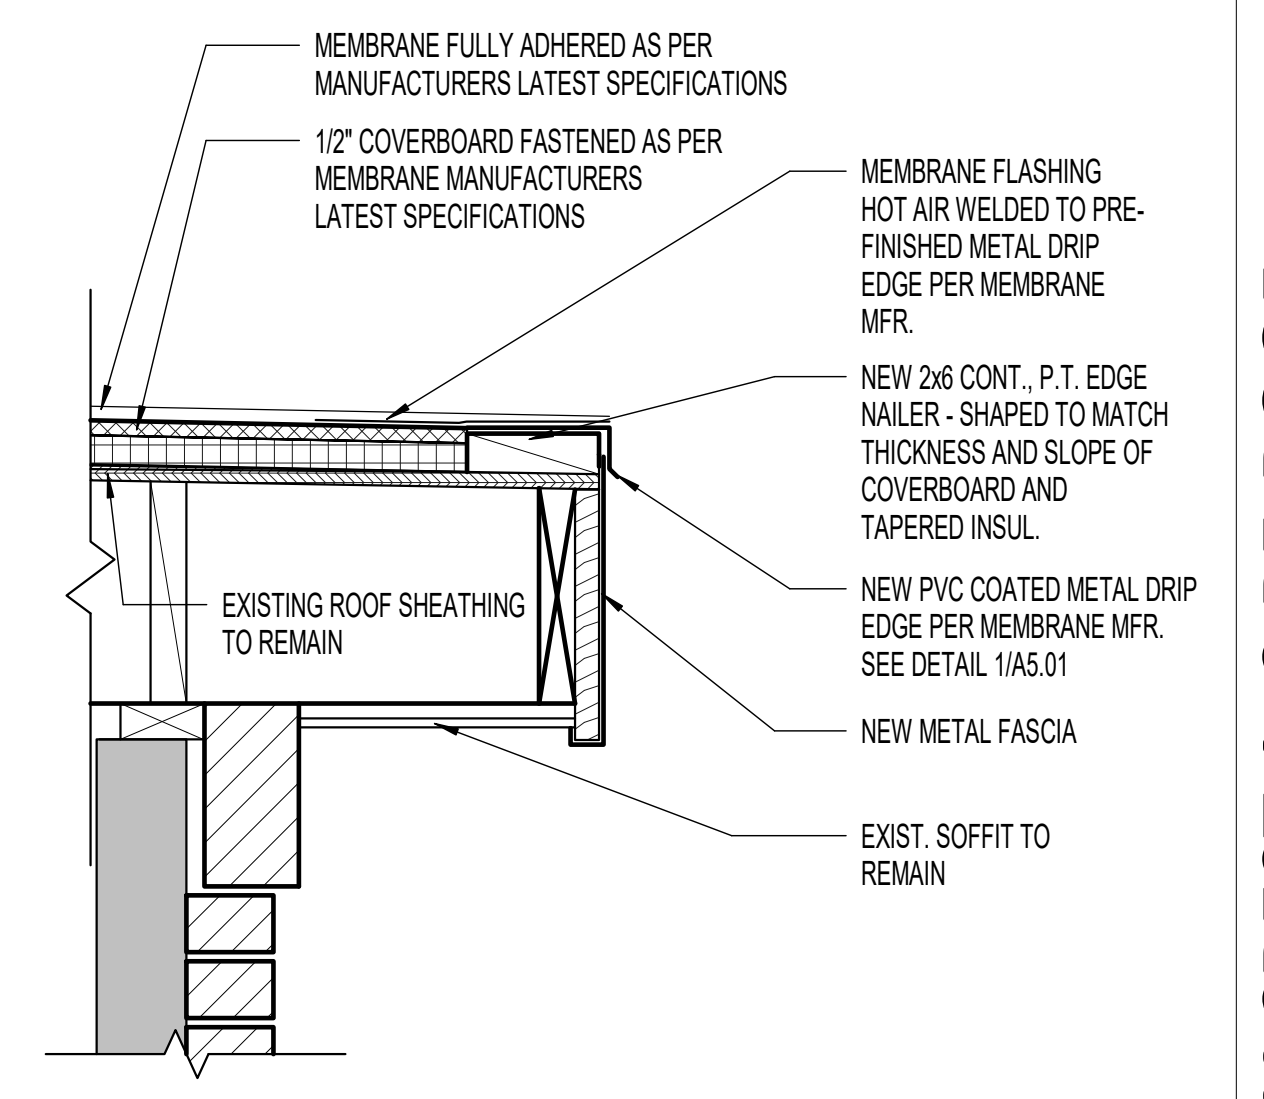 MEMBRANE FULLY ADHERED AS PER
MANUFACTURERS LATEST SPECIFICATIONS
1/2" COVERBOARD FASTENED AS PER
MEMBRANE MANUFACTURERS
LATEST SPECIFICATIONS
MEMBRANE FLASHING
HOT AIR WELDED TO PRE-
FINISHED METAL DRIP
EDGE PER MEMBRANE
MFR.
NEW 2x6 CONT., P.T. EDGE
NAILER - SHAPED TO MATCH
THICKNESS AND SLOPE OF
COVERBOARD AND
TAPERED INSUL.
EXISTING ROOF SHEATHING
TO REMAIN
NEW PVC COATED METAL DRIP
EDGE PER MEMBRANE MFR.
SEE DETAIL 1/A5.01
NEW METAL FASCIA
EXIST. SOFFIT TO
REMAIN